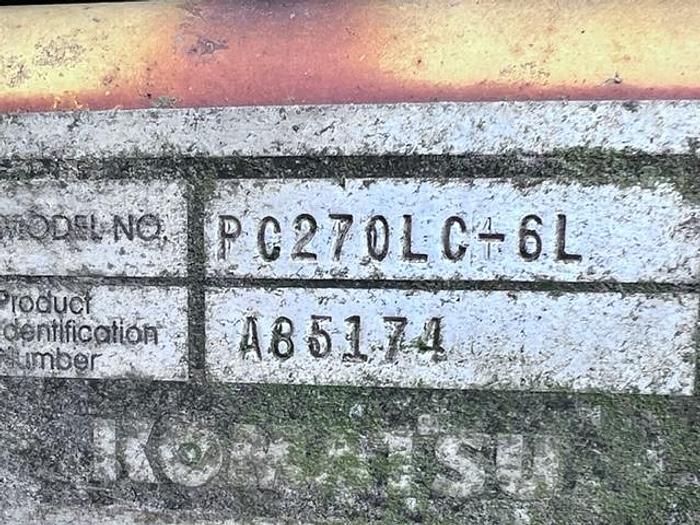 MODEL NO. PC270LC-6L
Product
Identification
Number
A85174
KOMATSU